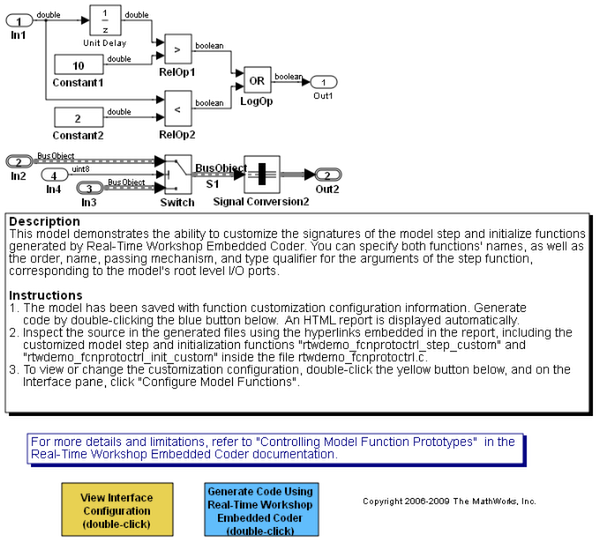 1
double
1
z
double
In1
Unit Delay
10
double
>
boolean
Constant1
RelOp1
OR
boolean
1
LogOp
Out1
2
double
double
<
boolean
Constant2
RelOp2
2
BusObject
In2
4
uint8
BusObject
2
In4
3
BusObject
S1
Out2
In3
Switch
Signal Conversion2
Description
This model demonstrates the ability to customize the signatures of the model step and initialize functions
generated by Real-Time Workshop Embedded Coder. You can specify both functions' names, as well as
the order, name, passing mechanism, and type qualifier for the arguments of the step function,
corresponding to the model's root level I/O ports.
Instructions
1. The model has been saved with function customization configuration information. Generate
code by double-clicking the blue button below. An HTML report is displayed automatically.
2. Inspect the source in the generated files using the hyperlinks embedded in the report, including the
customized model step and initialization functions "rtwdemo_fcnprotoctrl_step_custom" and
"rtwdemo_fcnprotoctrl_init_custom" inside the file rtwdemo_fcnprotoctrl.c.
3. To view or change the customization configuration, double-click the yellow button below, and on the
Interface pane, click "Configure Model Functions".
For more details and limitations, refer to "Controlling Model Function Prototypes" in the
Real-Time Workshop Embedded Coder documentation.
View Interface
Configuration
(double-click)
Generate Code Using
Real-Time Workshop
Embedded Coder
(double-click)
Copyright 2006-2009 The MathWorks, Inc.